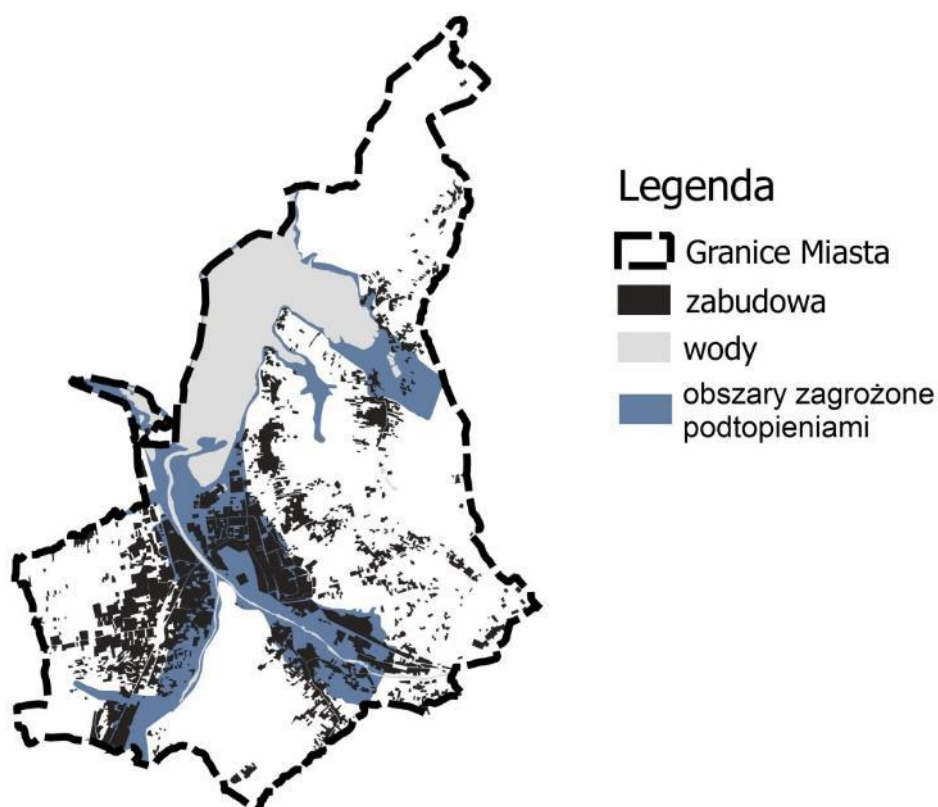 Legenda
Granice Miasta
zabudowa
wody
obszary zagrożone
podtopieniami